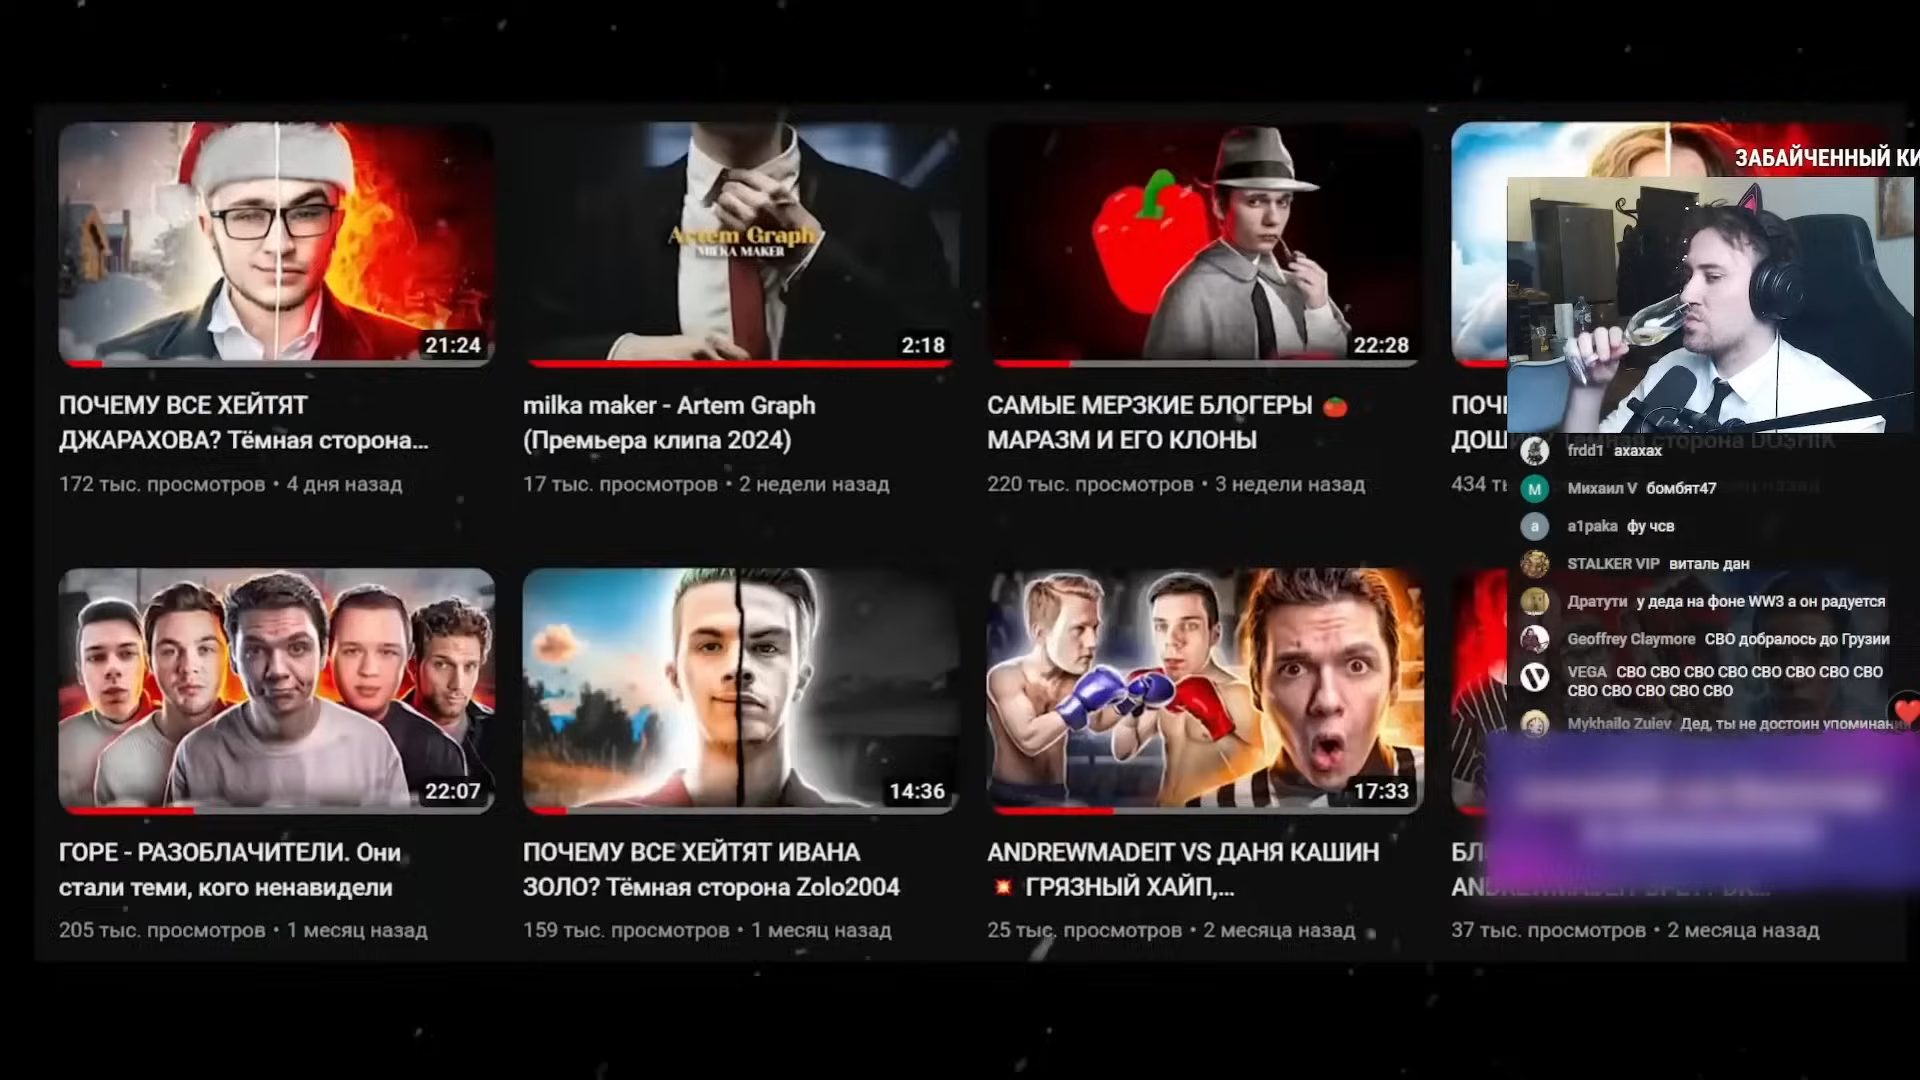 ЗАБАЙЧЕННЫЙ КИ
Artem Graph
MILKA MAKER
21:24
2:18
22:28
ПОЧЕМУ ВСЕ ХЕЙТЯТ
ДЖАРАХОВА? Тёмная сторона...
172 тыс. просмотров • 4 дня назад
milka maker - Artem Graph
(Премьера клипа 2024)
17 тыс. просмотров • 2 недели назад
САМЫЕ МЕРЗКИЕ БЛОГЕРЫ 🍅
МАРАЗМ И ЕГО КЛОНЫ
220 тыс. просмотров • 3 недели назад
ПОЧ
ДОШИ тёмная сторона DOSHIK
434 ты
frdd1 ахахах
М Михаил V бомбят47
a a1paka фу чсв
STALKER VIP виталь дан
Дратути у деда на фоне WW3 а он радуется
Geoffrey Claymore СВО добралось до Грузии
VEGA СВО СВО СВО СВО СВО СВО СВО СВО
СВО СВО СВО СВО СВО
Mykhailo Zuiev Дед, ты не достоин упоминан
22:07
14:36
17:33
ГОРЕ - РАЗОБЛАЧИТЕЛИ. Они
стали теми, кого ненавидели
205 тыс. просмотров • 1 месяц назад
ПОЧЕМУ ВСЕ ХЕЙТЯТ ИВАНА
ЗОЛО? Тёмная сторона Zolo2004
159 тыс. просмотров • 1 месяц назад
ANDREWMADEIT VS ДАНЯ КАШИН
💥 ГРЯЗНЫЙ ХАЙП,...
25 тыс. просмотров • 2 месяца назад
БЛ
37 тыс. просмотров • 2 месяца назад